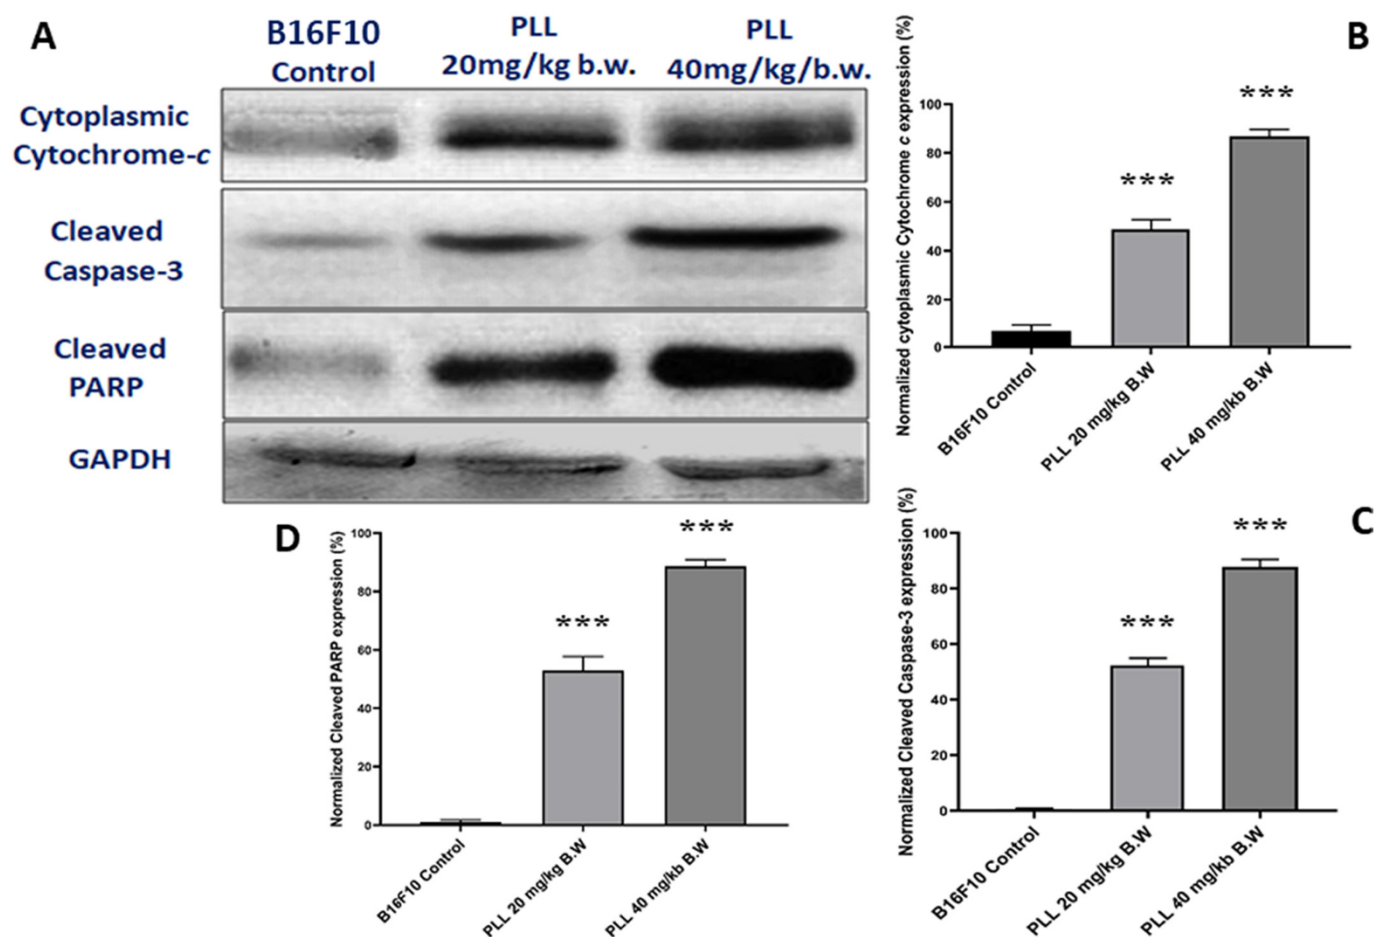 A
B16F10
Control
PLL
20mg/kg b.w.
PLL
40mg/kg/b.w.
Cytoplasmic
Cytochrome-c
Cleaved
Caspase-3
Cleaved
PARP
GAPDH
B
Normalized cytoplasmic Cytochrome c expression (%)
100
80
60
40
20
0
***
***
B16F10 Control
PLL 20 mg/kg B.W
PLL 40 mg/kb B.W
D
Normalized Cleaved PARP expression (%)
100
80
60
40
20
0
***
***
B16F10 Control
PLL 20 mg/kg B.W
PLL 40 mg/kb B.W
C
Normalized Cleaved Caspase-3 expression (%)
100
80
60
40
20
0
***
***
B16F10 Control
PLL 20 mg/kg B.W
PLL 40 mg/kb B.W